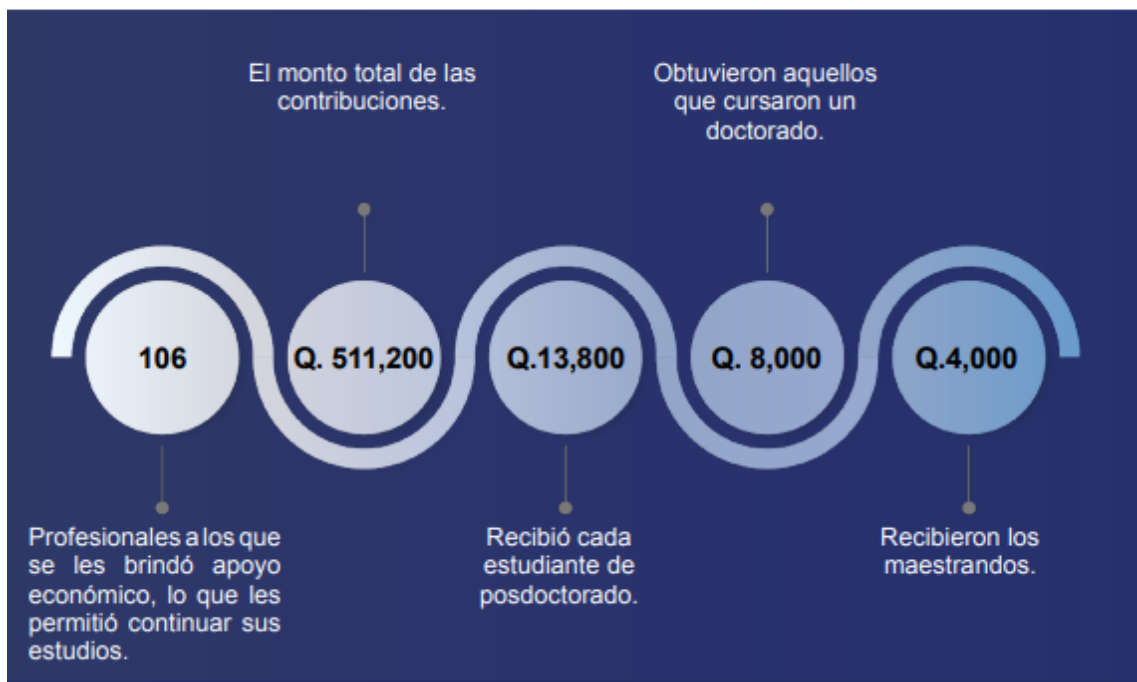 El monto total de las
contribuciones.
Obtuvieron aquellos
que cursaron un
doctorado.
106
Q. 511,200
Q.13,800
Q. 8,000
Q.4,000
Profesionales a los que
se les brindó apoyo
económico, lo que les
permitió continuar sus
estudios.
Recibió cada
estudiante de
posdoctorado.
Recibieron los
maestrandos.